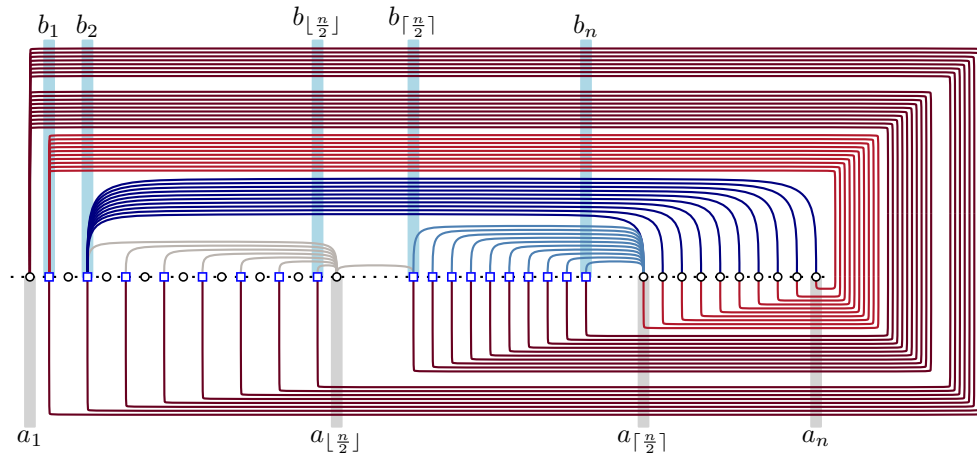 b₁ b₂ b⌊n/2⌋ b⌈n/2⌉ bₙ
a₁ a⌊n/2⌋ a⌈n/2⌉ aₙ